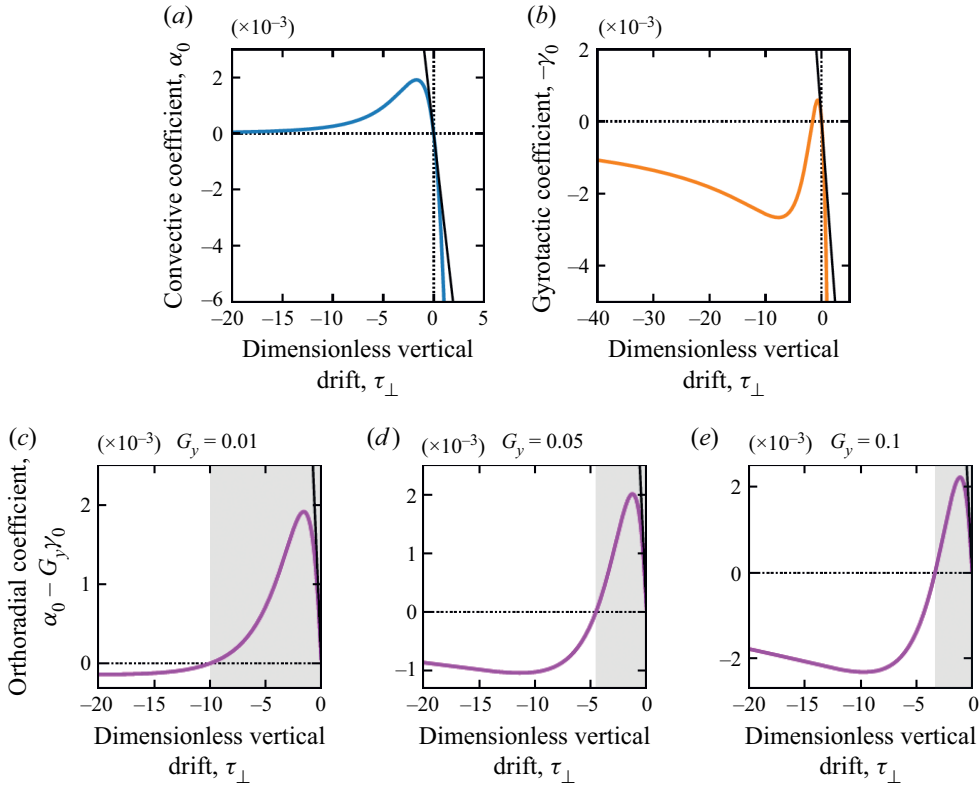 (a)
(×10⁻³)
Convective coefficient, α₀
2
0
–2
–4
–6
–20
–15
–10
–5
0
5
Dimensionless vertical
drift, τ⊥
(b)
(×10⁻³)
Gyrotactic coefficient, –γ₀
2
0
–2
–4
–40
–30
–20
–10
0
Dimensionless vertical
drift, τ⊥
(c)
(×10⁻³) G_y = 0.01
Orthoradial coefficient,
α₀ – G_yγ₀
2
1
0
–20
–15
–10
–5
0
Dimensionless vertical
drift, τ⊥
(d)
(×10⁻³) G_y = 0.05
2
1
0
–1
–20
–15
–10
–5
0
Dimensionless vertical
drift, τ⊥
(e)
(×10⁻³) G_y = 0.1
2
0
–2
–20
–15
–10
–5
0
Dimensionless vertical
drift, τ⊥